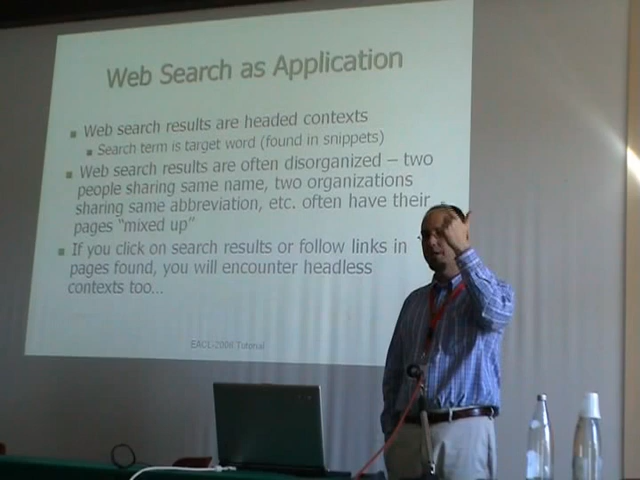 Web Search as Application
Web search results are headed contexts
Search term is target word (found in snippets)
Web search results are often disorganized – two
people sharing same name, two organizations
sharing same abbreviation, etc. often have their
pages “mixed up”
If you click on search results or follow links in
pages found, you will encounter headless
contexts too...
EACL-2006 Tutorial